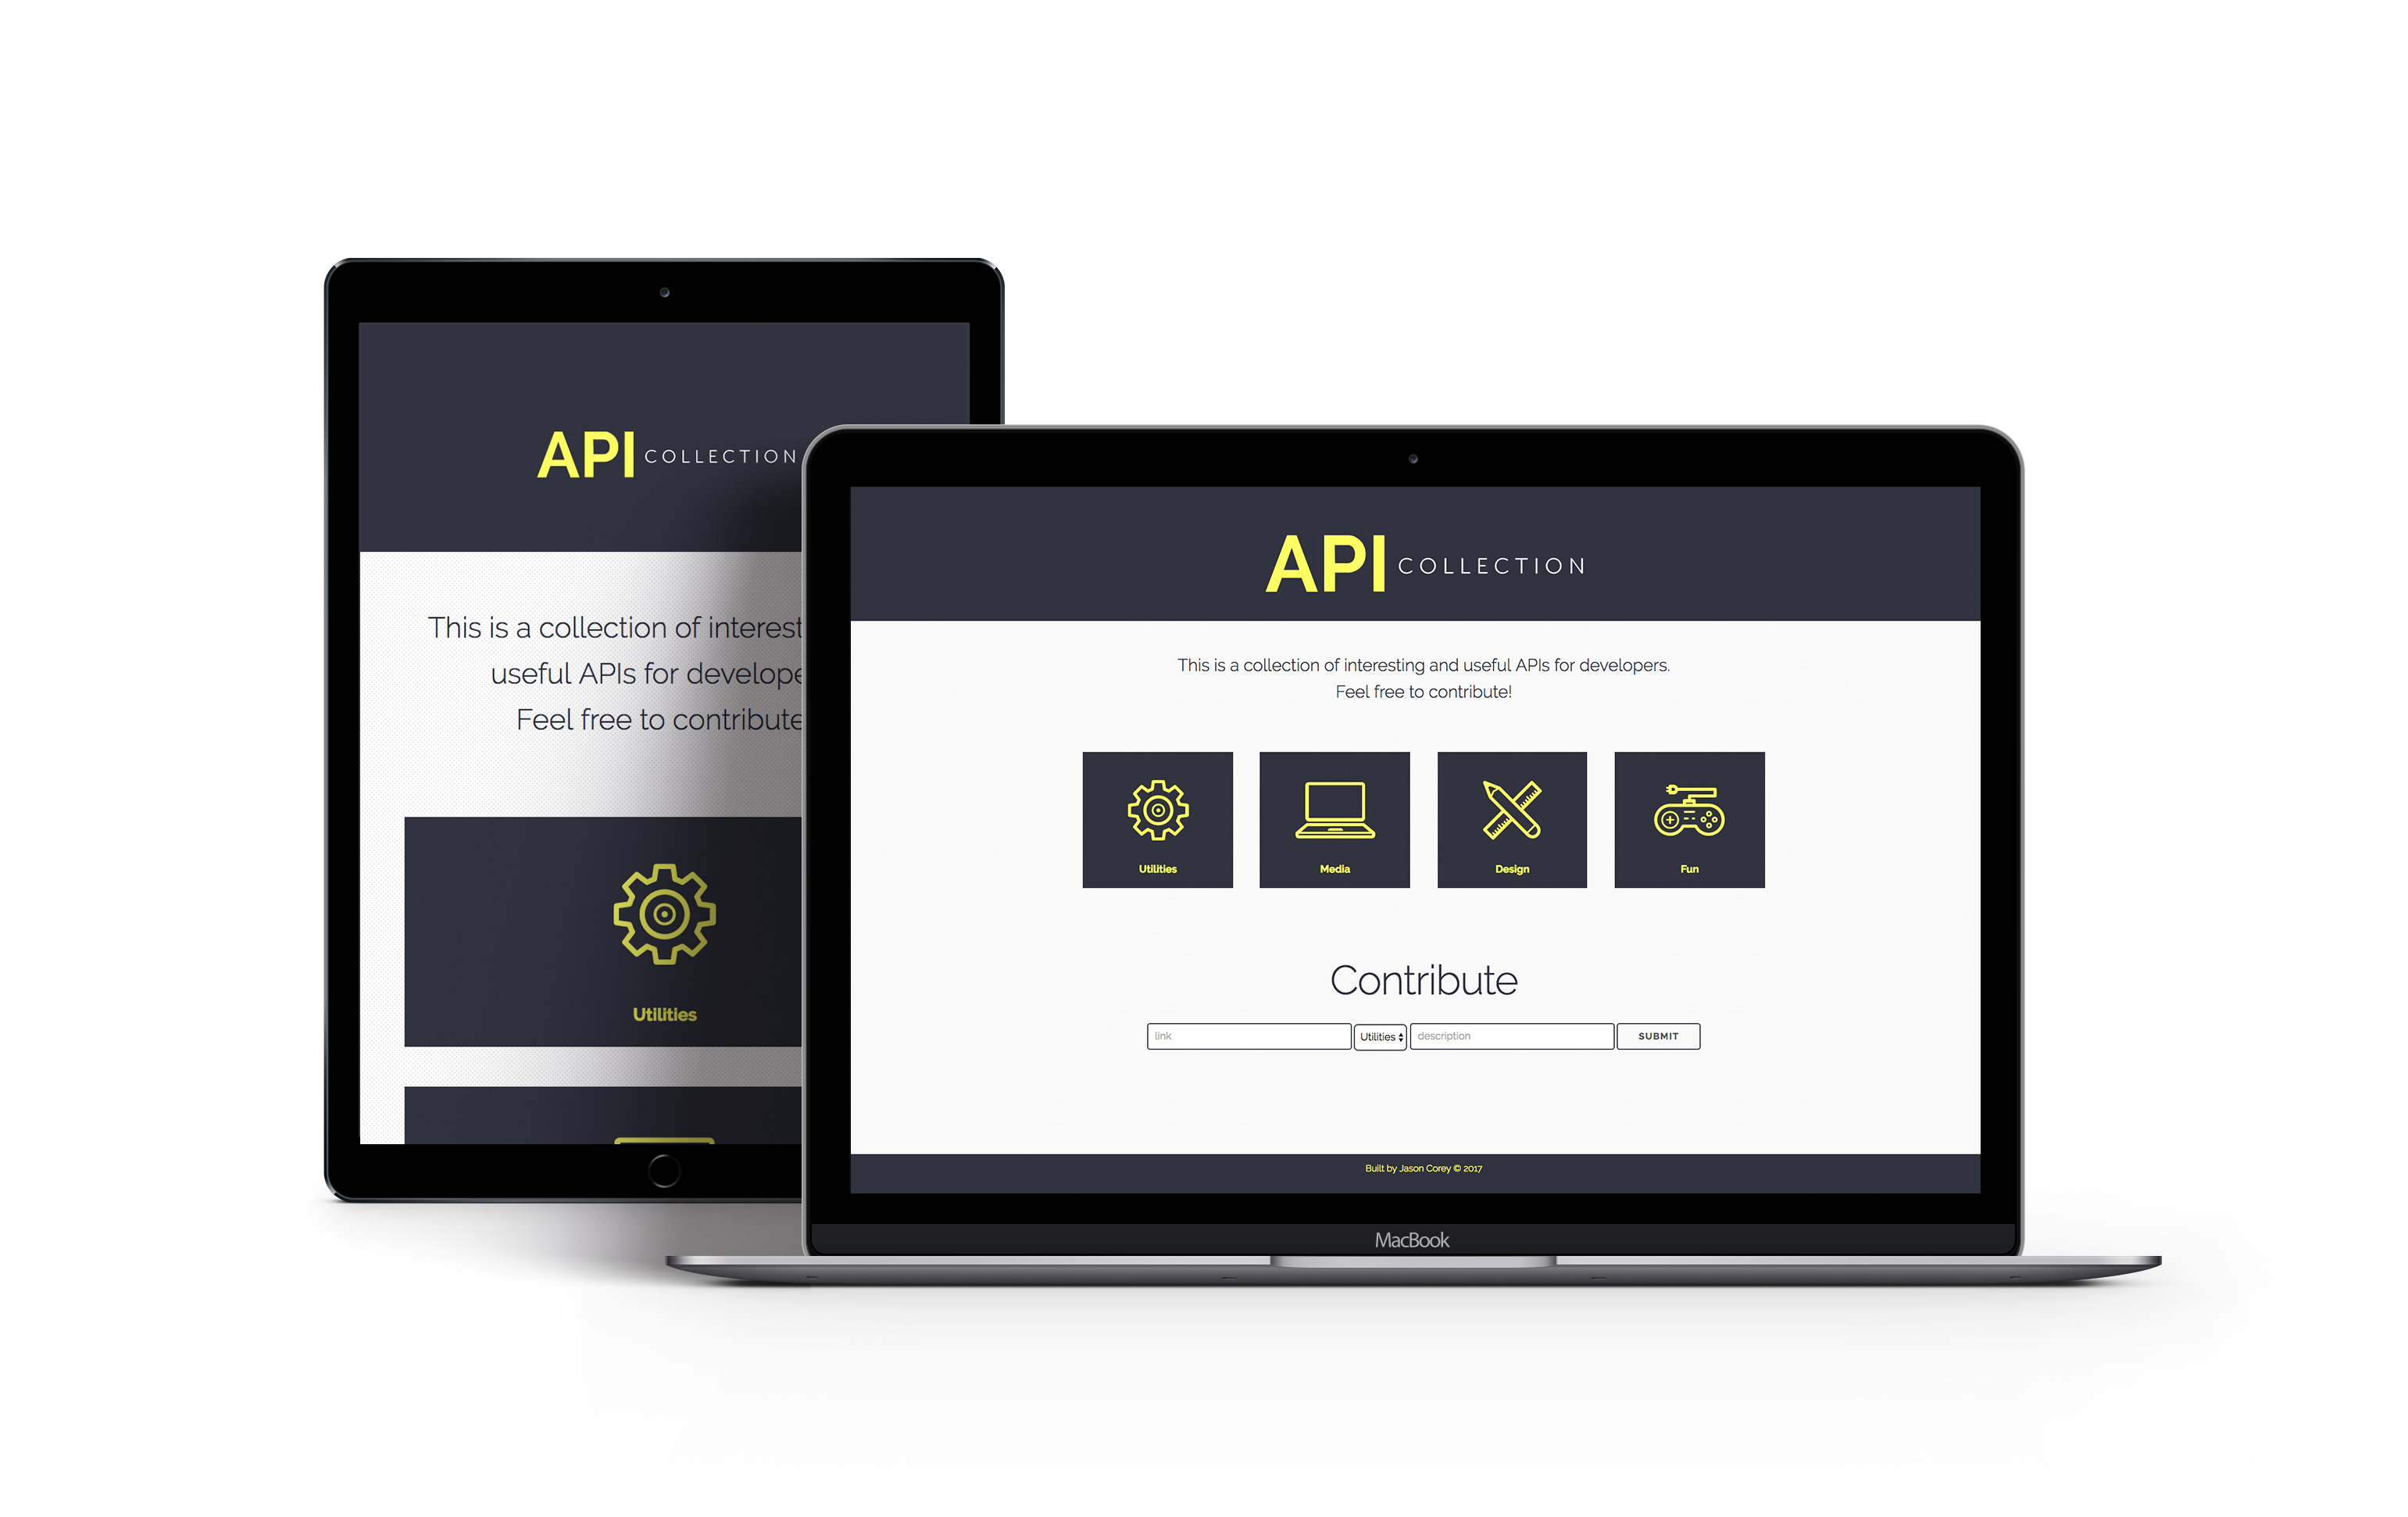 API COLLECTION
This is a collection of interest
useful APIs for develope
Feel free to contribute
Utilities
API COLLECTION
This is a collection of interesting and useful APIs for developers.
Feel free to contribute!
Utilities
Media
Design
Fun
Contribute
link
Utilities
description
SUBMIT
Built by Jason Corey © 2017
MacBook